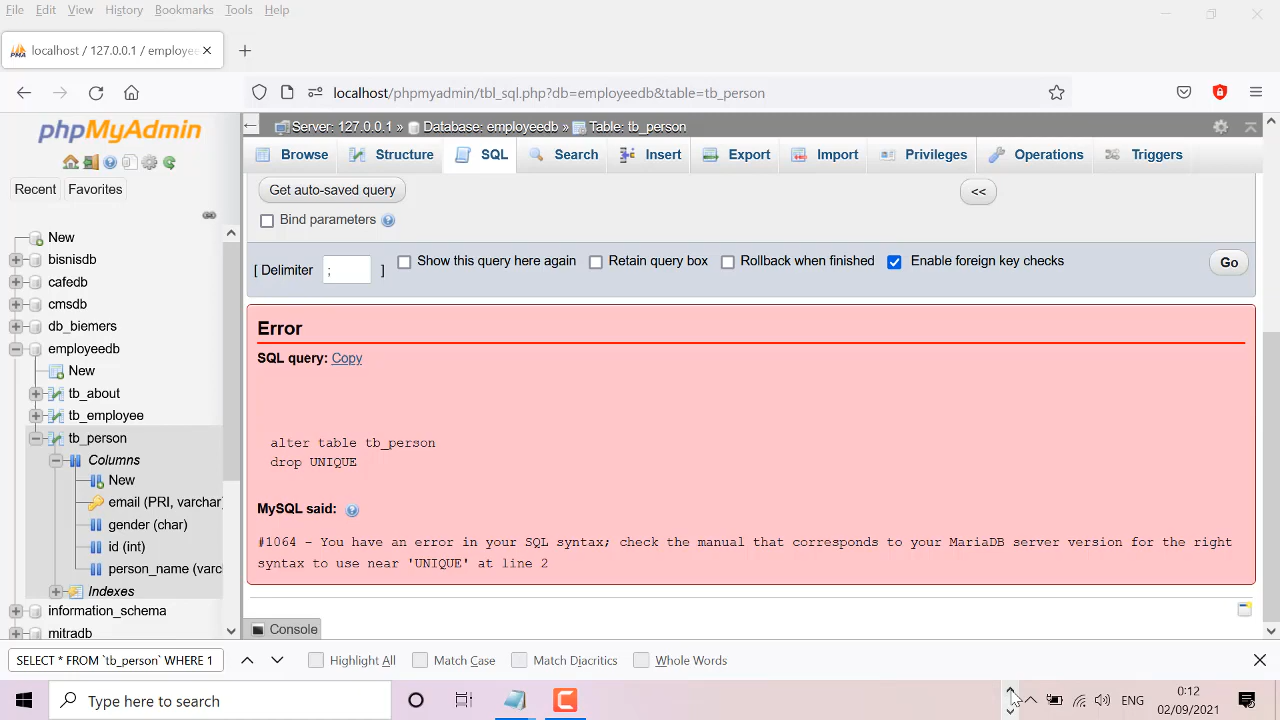 File Edit View History Bookmarks Tools Help
localhost / 127.0.0.1 / employee
localhost/phpmyadmin/tbl_sql.php?db=employeedb&table=tb_person
phpMyAdmin
Recent Favorites
New
bisnisdb
cafedb
cmsdb
db_biemers
employeedb
New
tb_about
tb_employee
tb_person
Columns
New
email (PRI, varchar
gender (char)
id (int)
person_name (varc
Indexes
information_schema
mitradb
Server: 127.0.0.1 » Database: employeedb » Table: tb_person
Browse Structure SQL Search Insert Export Import Privileges Operations Triggers
Get auto-saved query <<
Bind parameters
[ Delimiter ; ] Show this query here again Retain query box Rollback when finished Enable foreign key checks Go
Error
SQL query: Copy
alter table tb_person
drop UNIQUE
MySQL said:
#1064 - You have an error in your SQL syntax; check the manual that corresponds to your MariaDB server version for the right
syntax to use near 'UNIQUE' at line 2
Console
SELECT * FROM `tb_person` WHERE 1 Highlight All Match Case Match Diacritics Whole Words
Type here to search
ENG
0:12
02/09/2021